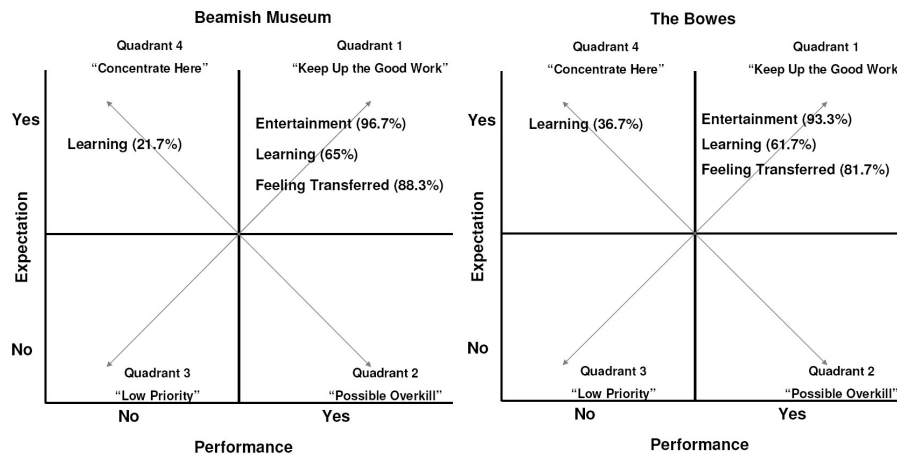 Beamish Museum
Quadrant 4
“Concentrate Here”
Quadrant 1
“Keep Up the Good Work”
Yes
Learning (21.7%)
Entertainment (96.7%)
Learning (65%)
Feeling Transferred (88.3%)
Expectation
No
Quadrant 3
“Low Priority”
Quadrant 2
“Possible Overkill”
No
Yes
Performance
The Bowes
Quadrant 4
“Concentrate Here”
Quadrant 1
“Keep Up the Good Work
Yes
Learning (36.7%)
Entertainment (93.3%)
Learning (61.7%)
Feeling Transferred (81.7%)
Expectation
No
Quadrant 3
“Low Priority”
Quadrant 2
“Possible Overkill”
No
Yes
Performance